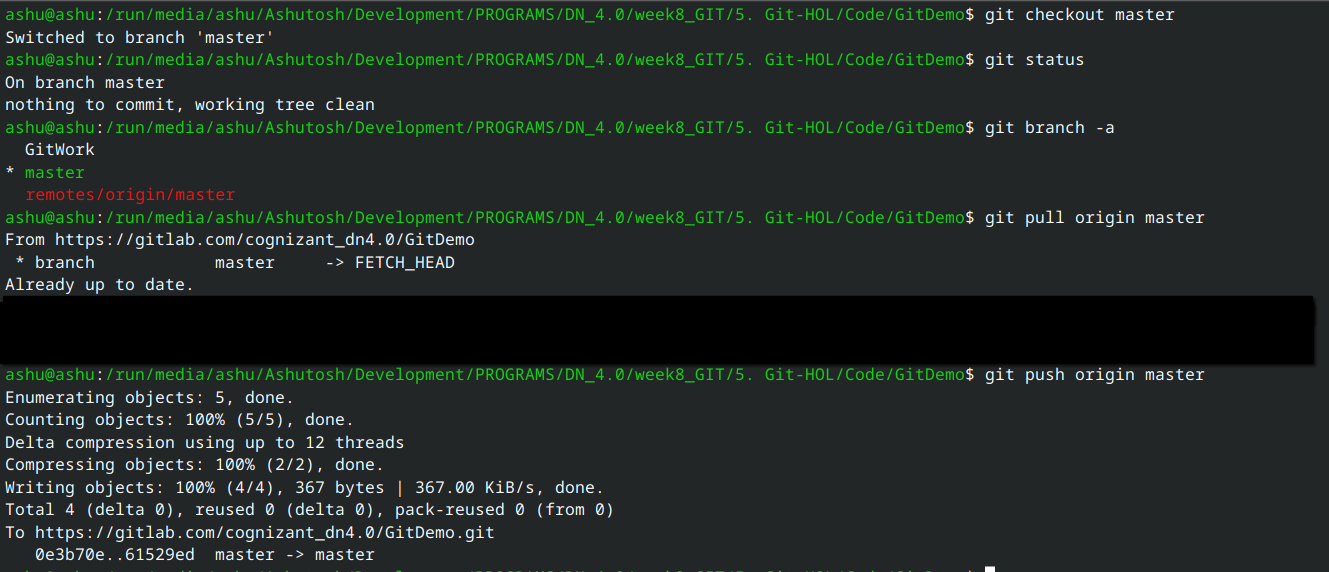 ashu@ashu:/run/media/ashu/Ashutosh/Development/PROGRAMS/DN_4.0/week8_GIT/5. Git-HOL/Code/GitDemo$ git checkout master
Switched to branch 'master'
ashu@ashu:/run/media/ashu/Ashutosh/Development/PROGRAMS/DN_4.0/week8_GIT/5. Git-HOL/Code/GitDemo$ git status
On branch master
nothing to commit, working tree clean
ashu@ashu:/run/media/ashu/Ashutosh/Development/PROGRAMS/DN_4.0/week8_GIT/5. Git-HOL/Code/GitDemo$ git branch -a
  GitWork
* master
  remotes/origin/master
ashu@ashu:/run/media/ashu/Ashutosh/Development/PROGRAMS/DN_4.0/week8_GIT/5. Git-HOL/Code/GitDemo$ git pull origin master
From https://gitlab.com/cognizant_dn4.0/GitDemo
 * branch            master     -> FETCH_HEAD
Already up to date.
ashu@ashu:/run/media/ashu/Ashutosh/Development/PROGRAMS/DN_4.0/week8_GIT/5. Git-HOL/Code/GitDemo$ git push origin master
Enumerating objects: 5, done.
Counting objects: 100% (5/5), done.
Delta compression using up to 12 threads
Compressing objects: 100% (2/2), done.
Writing objects: 100% (4/4), 367 bytes | 367.00 KiB/s, done.
Total 4 (delta 0), reused 0 (delta 0), pack-reused 0 (from 0)
To https://gitlab.com/cognizant_dn4.0/GitDemo.git
   0e3b70e..61529ed  master -> master